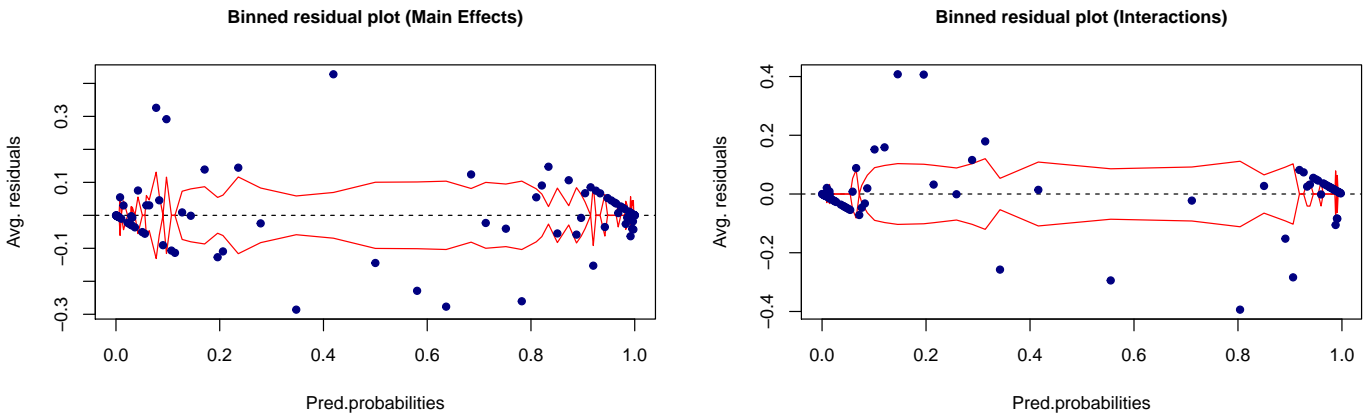 Binned residual plot (Main Effects)
Avg. residuals
0.3
0.1
−0.1
−0.3
0.0 0.2 0.4 0.6 0.8 1.0
Pred.probabilities
Binned residual plot (Interactions)
Avg. residuals
0.4
0.2
0.0
−0.2
−0.4
0.0 0.2 0.4 0.6 0.8 1.0
Pred.probabilities